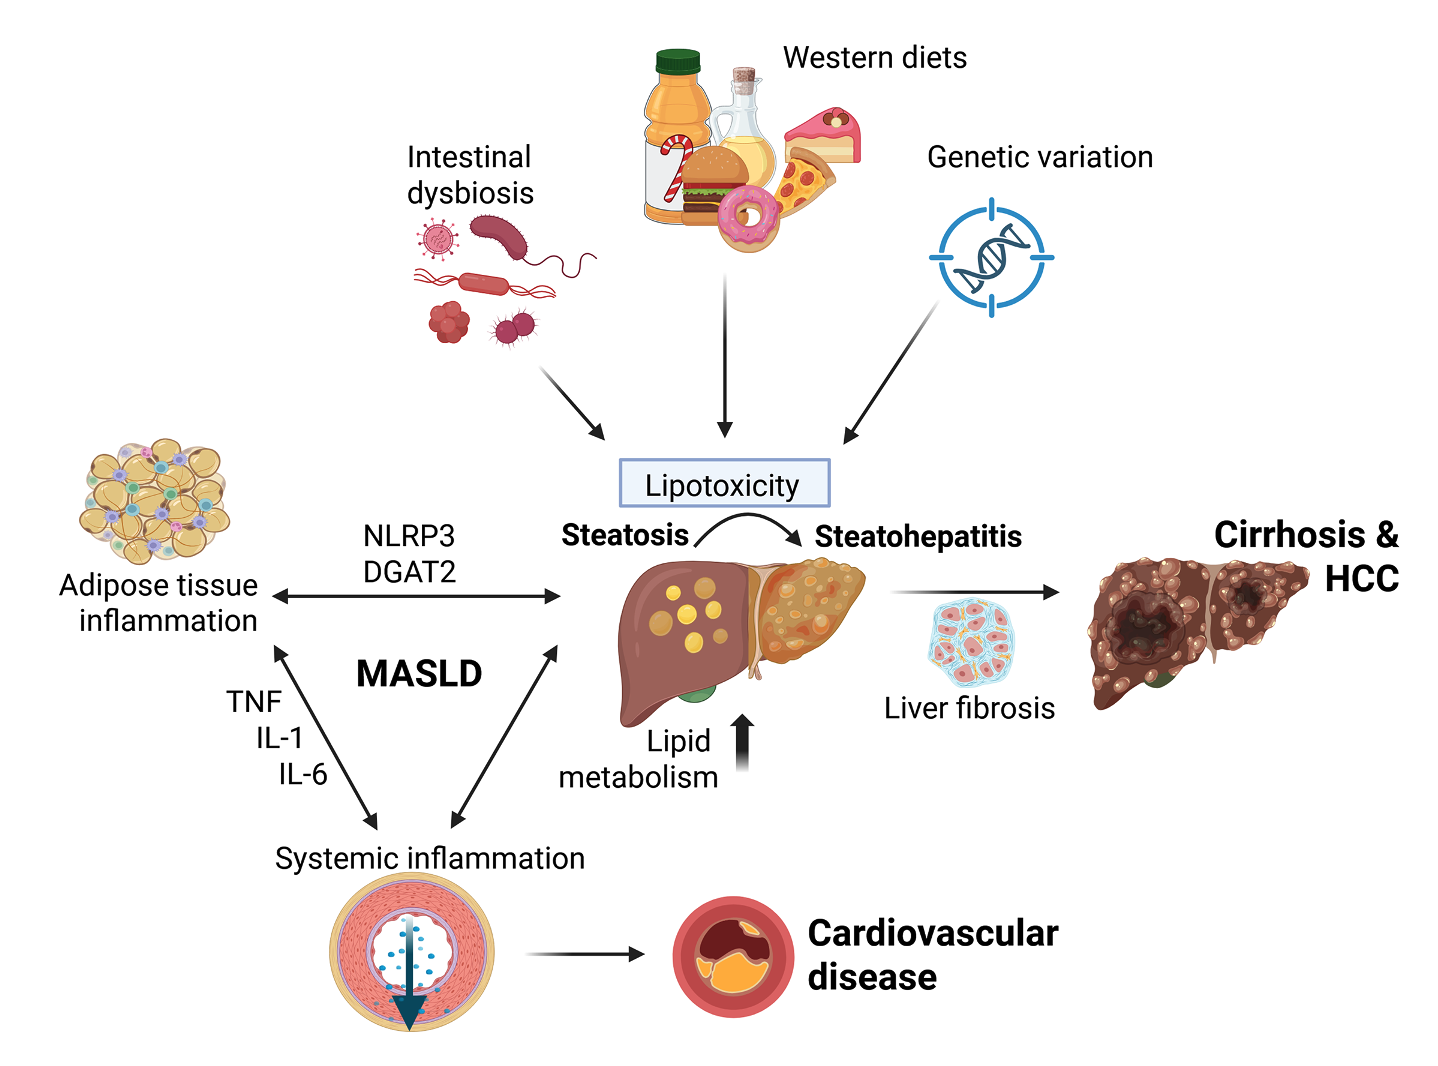 Western diets
Intestinal
dysbiosis
Genetic variation
Lipotoxicity
Steatosis
Steatohepatitis
Cirrhosis &
HCC
NLRP3
DGAT2
Adipose tissue
inflammation
MASLD
TNF
IL-1
IL-6
Liver fibrosis
Lipid
metabolism
Systemic inflammation
Cardiovascular
disease